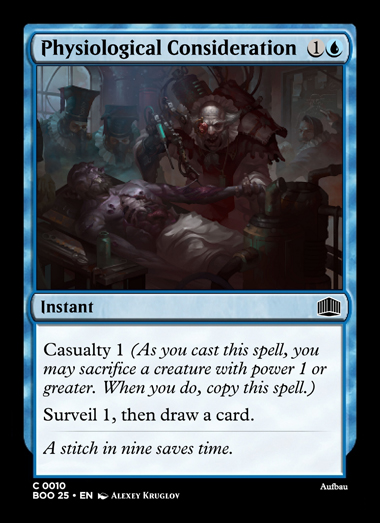 Physiological Consideration 1
Instant
Casualty 1 (As you cast this spell, you
may sacrifice a creature with power 1 or
greater. When you do, copy this spell.)
Surveil 1, then draw a card.
A stitch in nine saves time.
C 0010
Aufbau
BOO 25 • EN Alexey Kruglov